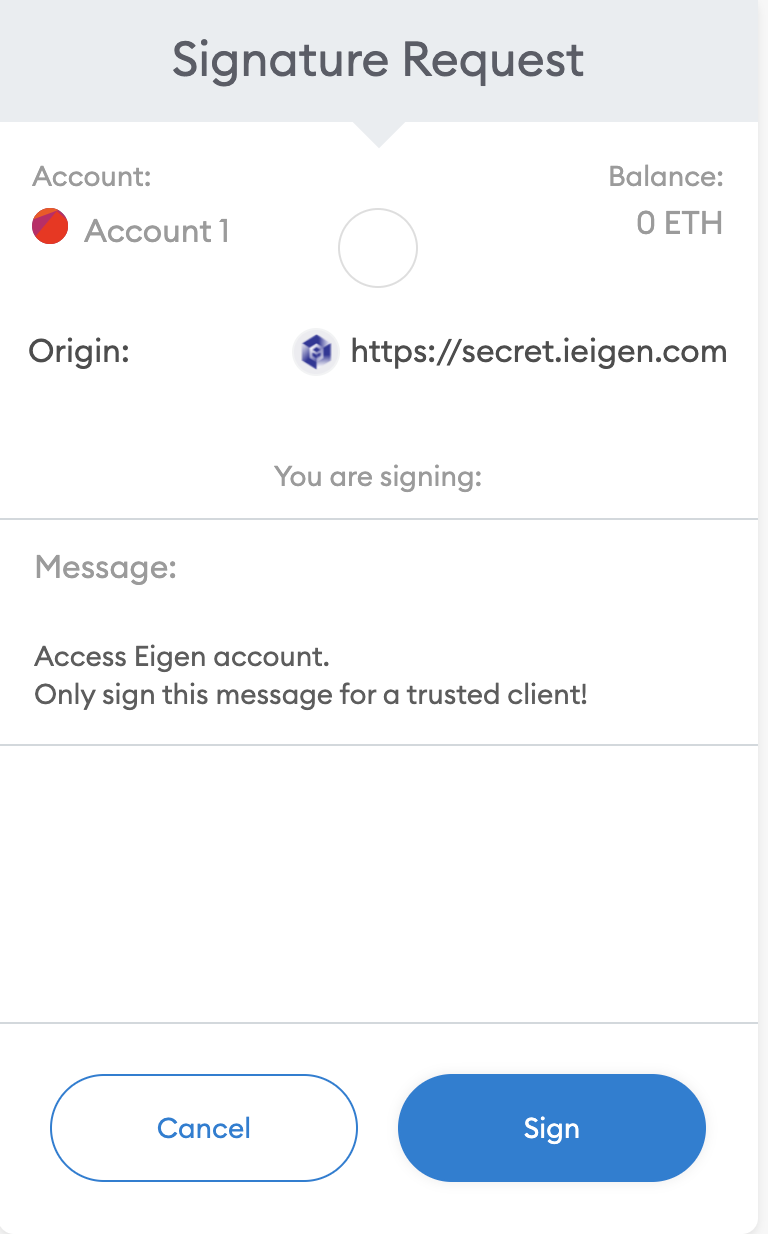 Signature Request
Account:
Balance:
Account 1
0 ETH
Origin:
https://secret.ieigen.com
You are signing:
Message:
Access Eigen account.
Only sign this message for a trusted client!
Cancel
Sign